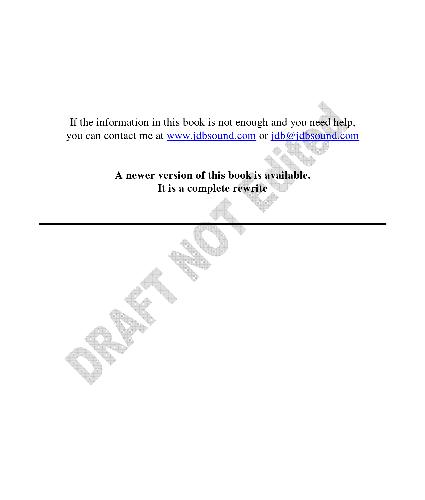 If the information in this book is not enough and you need help,
you can contact me at www.jdbsound.com or jdb@jdbsound.com
A newer version of this book is available.
It is a complete rewrite
DRAFT NOT Edited